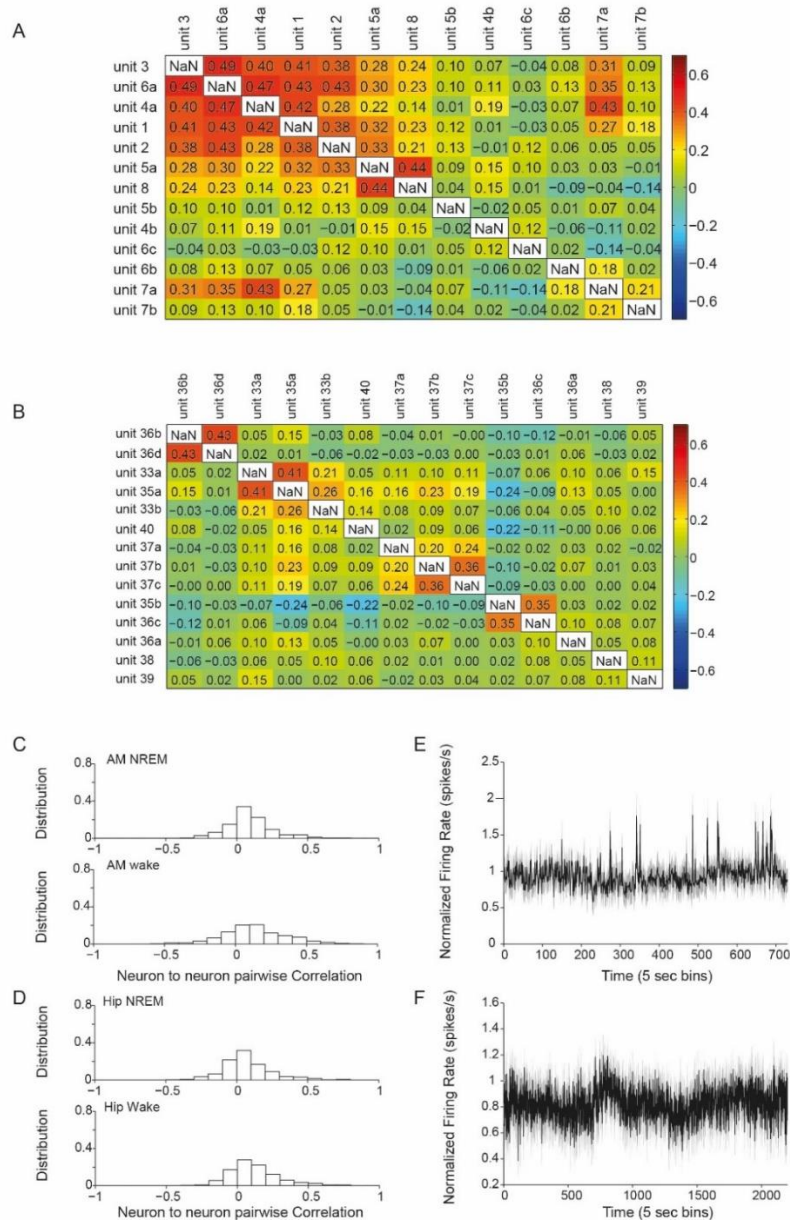 A
unit 3 unit 6a unit 4a unit 1 unit 2 unit 5a unit 8 unit 5b unit 4b unit 6c unit 6b unit 7a unit 7b
unit 3 NaN 0.49 0.40 0.41 0.38 0.28 0.24 0.10 0.07 −0.04 0.08 0.31 0.09
unit 6a 0.49 NaN 0.47 0.43 0.43 0.30 0.23 0.10 0.11 0.03 0.13 0.35 0.13
unit 4a 0.40 0.47 NaN 0.42 0.28 0.22 0.14 0.01 0.19 −0.03 0.07 0.43 0.10
unit 1 0.41 0.43 0.42 NaN 0.38 0.32 0.23 0.12 0.01 −0.03 0.05 0.27 0.18
unit 2 0.38 0.43 0.28 0.38 NaN 0.33 0.21 0.13 −0.01 0.12 0.06 0.05 0.05
unit 5a 0.28 0.30 0.22 0.32 0.33 NaN 0.44 0.09 0.15 0.10 0.03 0.03 −0.01
unit 8 0.24 0.23 0.14 0.23 0.21 0.44 NaN 0.04 0.15 0.01 −0.09 −0.04 −0.14
unit 5b 0.10 0.10 0.01 0.12 0.13 0.09 0.04 NaN −0.02 0.05 0.01 0.07 0.04
unit 4b 0.07 0.11 0.19 0.01 −0.01 0.15 0.15 −0.02 NaN 0.12 −0.06 −0.11 0.02
unit 6c −0.04 0.03 −0.03 −0.03 0.12 0.10 0.01 0.05 0.12 NaN 0.02 −0.14 −0.04
unit 6b 0.08 0.13 0.07 0.05 0.06 0.03 −0.09 0.01 −0.06 0.02 NaN 0.18 0.02
unit 7a 0.31 0.35 0.43 0.27 0.05 0.03 −0.04 0.07 −0.11 −0.14 0.18 NaN 0.21
unit 7b 0.09 0.13 0.10 0.18 0.05 −0.01 −0.14 0.04 0.02 −0.04 0.02 0.21 NaN
0.6
0.4
0.2
0
−0.2
−0.4
−0.6
B
unit 36b unit 36d unit 33a unit 35a unit 33b unit 40 unit 37a unit 37b unit 37c unit 35b unit 36c unit 36a unit 38 unit 39
unit 36b NaN 0.43 0.05 0.15 −0.03 0.08 −0.04 0.01 −0.00 −0.10 −0.12 −0.01 −0.06 0.05
unit 36d 0.43 NaN 0.02 0.01 −0.06 −0.02 −0.03 −0.03 0.00 −0.03 0.01 0.06 −0.03 0.02
unit 33a 0.05 0.02 NaN 0.41 0.21 0.05 0.11 0.10 0.11 −0.07 0.06 0.10 0.06 0.15
unit 35a 0.15 0.01 0.41 NaN 0.26 0.16 0.16 0.23 0.19 −0.24 −0.09 0.13 0.05 0.00
unit 33b −0.03 −0.06 0.21 0.26 NaN 0.14 0.08 0.09 0.07 −0.06 0.04 0.05 0.10 0.02
unit 40 0.08 −0.02 0.05 0.16 0.14 NaN 0.02 0.09 0.06 −0.22 −0.11 −0.00 0.06 0.06
unit 37a −0.04 −0.03 0.11 0.16 0.08 0.02 NaN 0.20 0.24 −0.02 0.02 0.03 0.02 −0.02
unit 37b 0.01 −0.03 0.10 0.23 0.09 0.09 0.20 NaN 0.36 −0.10 −0.02 0.07 0.01 0.03
unit 37c −0.00 0.00 0.11 0.19 0.07 0.06 0.24 0.36 NaN −0.09 −0.03 0.00 0.00 0.04
unit 35b −0.10 −0.03 −0.07 −0.24 −0.06 −0.22 −0.02 −0.10 −0.09 NaN 0.35 0.03 0.02 0.02
unit 36c −0.12 0.01 0.06 −0.09 0.04 −0.11 0.02 −0.02 −0.03 0.35 NaN 0.10 0.08 0.07
unit 36a −0.01 0.06 0.10 0.13 0.05 −0.00 0.03 0.07 0.00 0.03 0.10 NaN 0.05 0.08
unit 38 −0.06 −0.03 0.06 0.05 0.10 0.06 0.02 0.01 0.00 0.02 0.08 0.05 NaN 0.11
unit 39 0.05 0.02 0.15 0.00 0.02 0.06 −0.02 0.03 0.04 0.02 0.07 0.08 0.11 NaN
0.6
0.4
0.2
0
−0.2
−0.4
−0.6
C
AM NREM
Distribution
0.8
0.4
0
−1 −0.5 0 0.5 1
AM wake
Distribution
0.8
0.4
0
−1 −0.5 0 0.5 1
Neuron to neuron pairwise Correlation
D
Hip NREM
Distribution
0.8
0.4
0
−1 −0.5 0 0.5 1
Hip Wake
Distribution
0.8
0.4
0
−1 −0.5 0 0.5 1
Neuron to neuron pairwise Correlation
E
Normalized Firing Rate (spikes/s)
2.5
2
1.5
1
0.5
0
0 100 200 300 400 500 600 700
Time (5 sec bins)
F
Normalized Firing Rate (spikes/s)
1.6
1.4
1.2
1
0.8
0.6
0.4
0.2
0 500 1000 1500 2000
Time (5 sec bins)